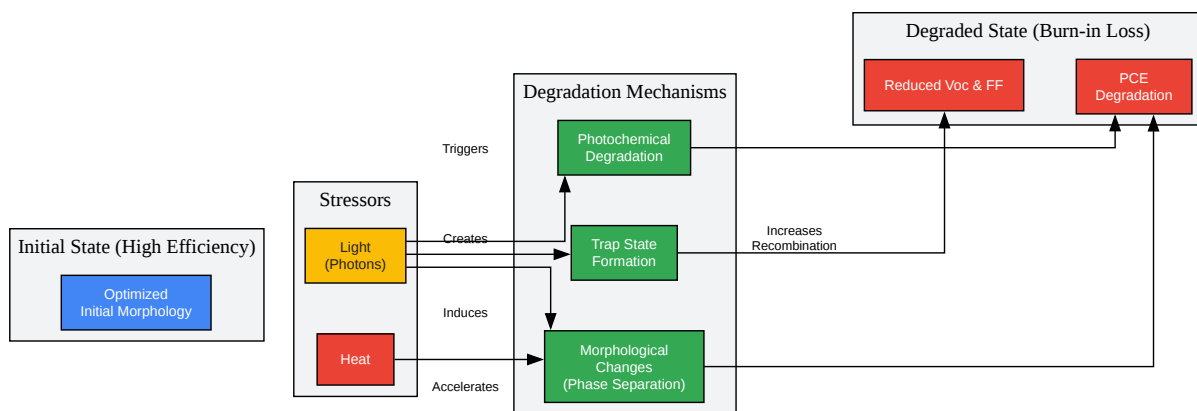 Initial State (High Efficiency)
Optimized
Initial Morphology
Stressors
Light
(Photons)
Heat
Triggers
Creates
Induces
Accelerates
Degradation Mechanisms
Photochemical
Degradation
Trap State
Formation
Morphological
Changes
(Phase Separation)
Increases
Recombination
Degraded State (Burn-in Loss)
Reduced Voc & FF
PCE
Degradation